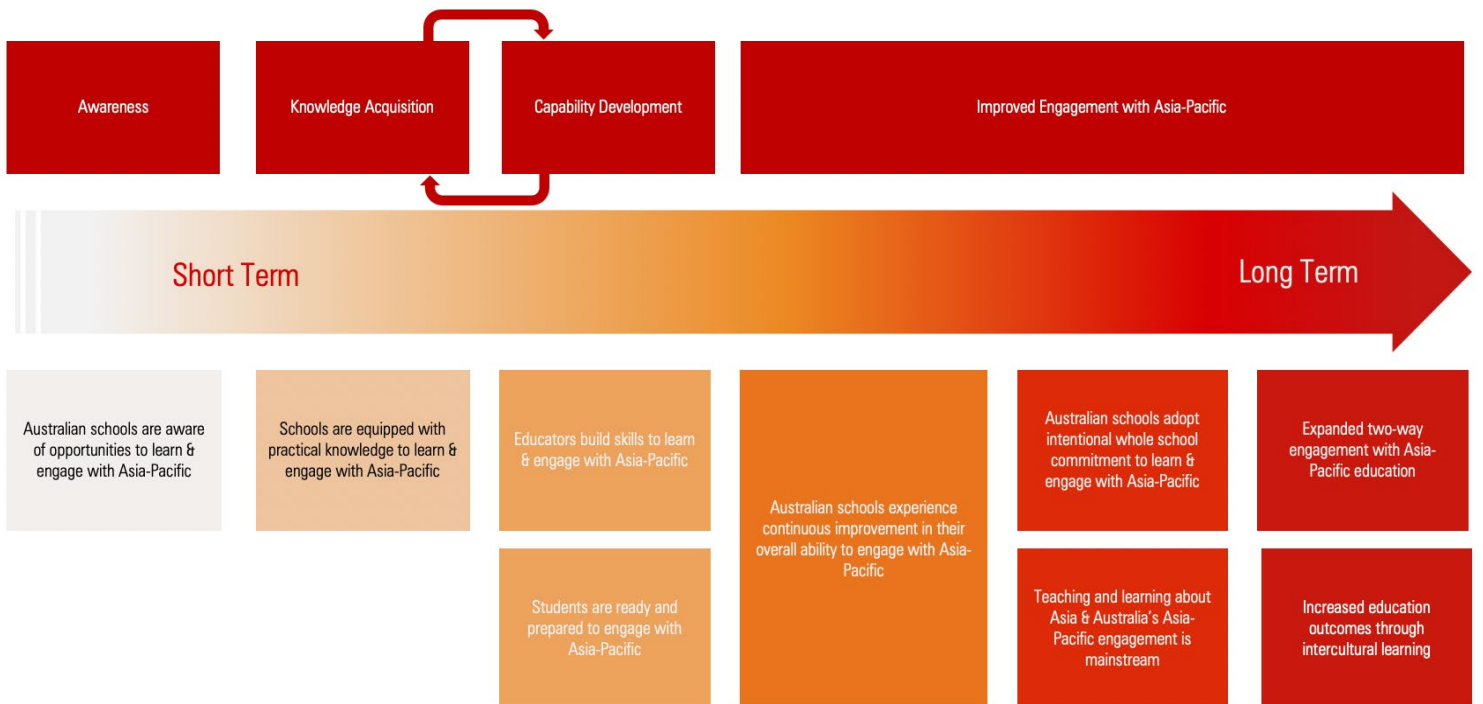 Awareness
Knowledge Acquisition
Capability Development
Improved Engagement with Asia-Pacific
Short Term
Long Term
Australian schools are aware
of opportunities to learn &
engage with Asia-Pacific
Schools are equipped with
practical knowledge to learn &
engage with Asia-Pacific
Educators build skills to learn
& engage with Asia-Pacific
Students are ready and
prepared to engage with
Asia-Pacific
Australian schools experience
continuous improvement in their
overall ability to engage with Asia-
Pacific
Australian schools adopt
intentional whole school
commitment to learn &
engage with Asia-Pacific
Teaching and learning about
Asia & Australia's Asia-
Pacific engagement is
mainstream
Expanded two-way
engagement with Asia-
Pacific education
Increased education
outcomes through
intercultural learning